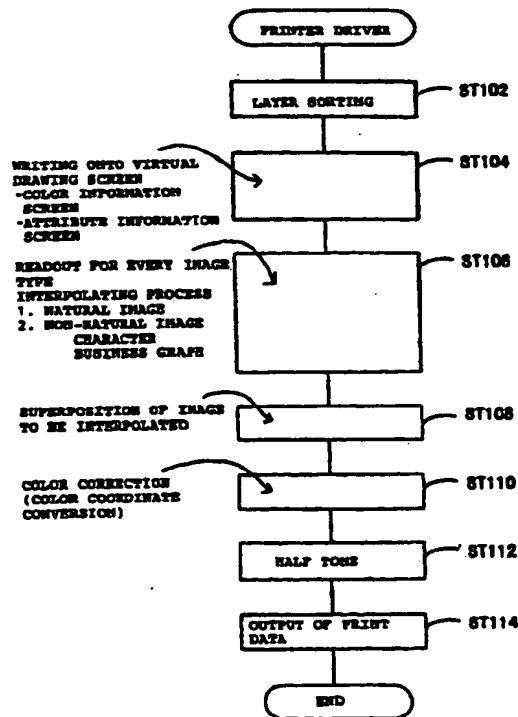 PRINTER DRIVER
LAYER SORTING
ST102
WRITING ONTO VIRTUAL
DRAWING SCREEN
-COLOR INFORMATION
SCREEN
-ATTRIBUTE INFORMATION
SCREEN
ST104
READOUT FOR EVERY IMAGE
TYPE
INTERPOLATING PROCESS
1. NATURAL IMAGE
2. NON-NATURAL IMAGE
CHARACTER
BUSINESS GRAPH
ST106
SUPERPOSITION OF IMAGE
TO BE INTERPOLATED
ST108
COLOR CORRECTION
(COLOR COORDINATE
CONVERSION)
ST110
HALF TONE
ST112
OUTPUT OF PRINT
DATA
ST114
END